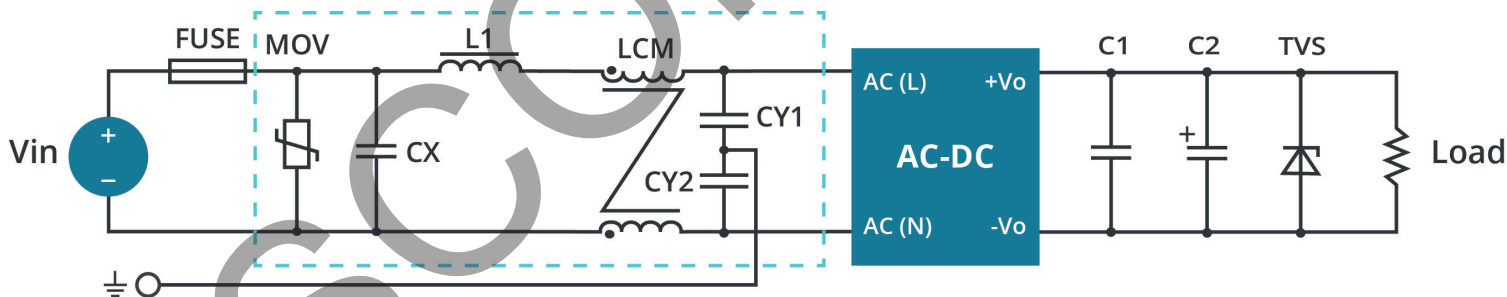 FUSE
MOV
L1
LCM
C1
C2
TVS
AC (L)
+Vo
CY1
Vin
+
−
CX
AC-DC
+
Load
CY2
AC (N)
-Vo